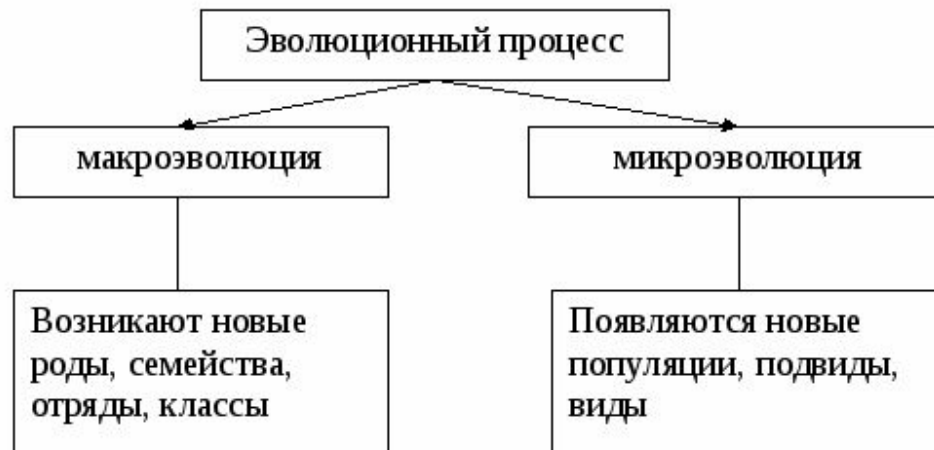 Эволюционный процесс
макроэволюция
микроэволюция
Возникают новые
роды, семейства,
отряды, классы
Появляются новые
популяции, подвиды,
виды